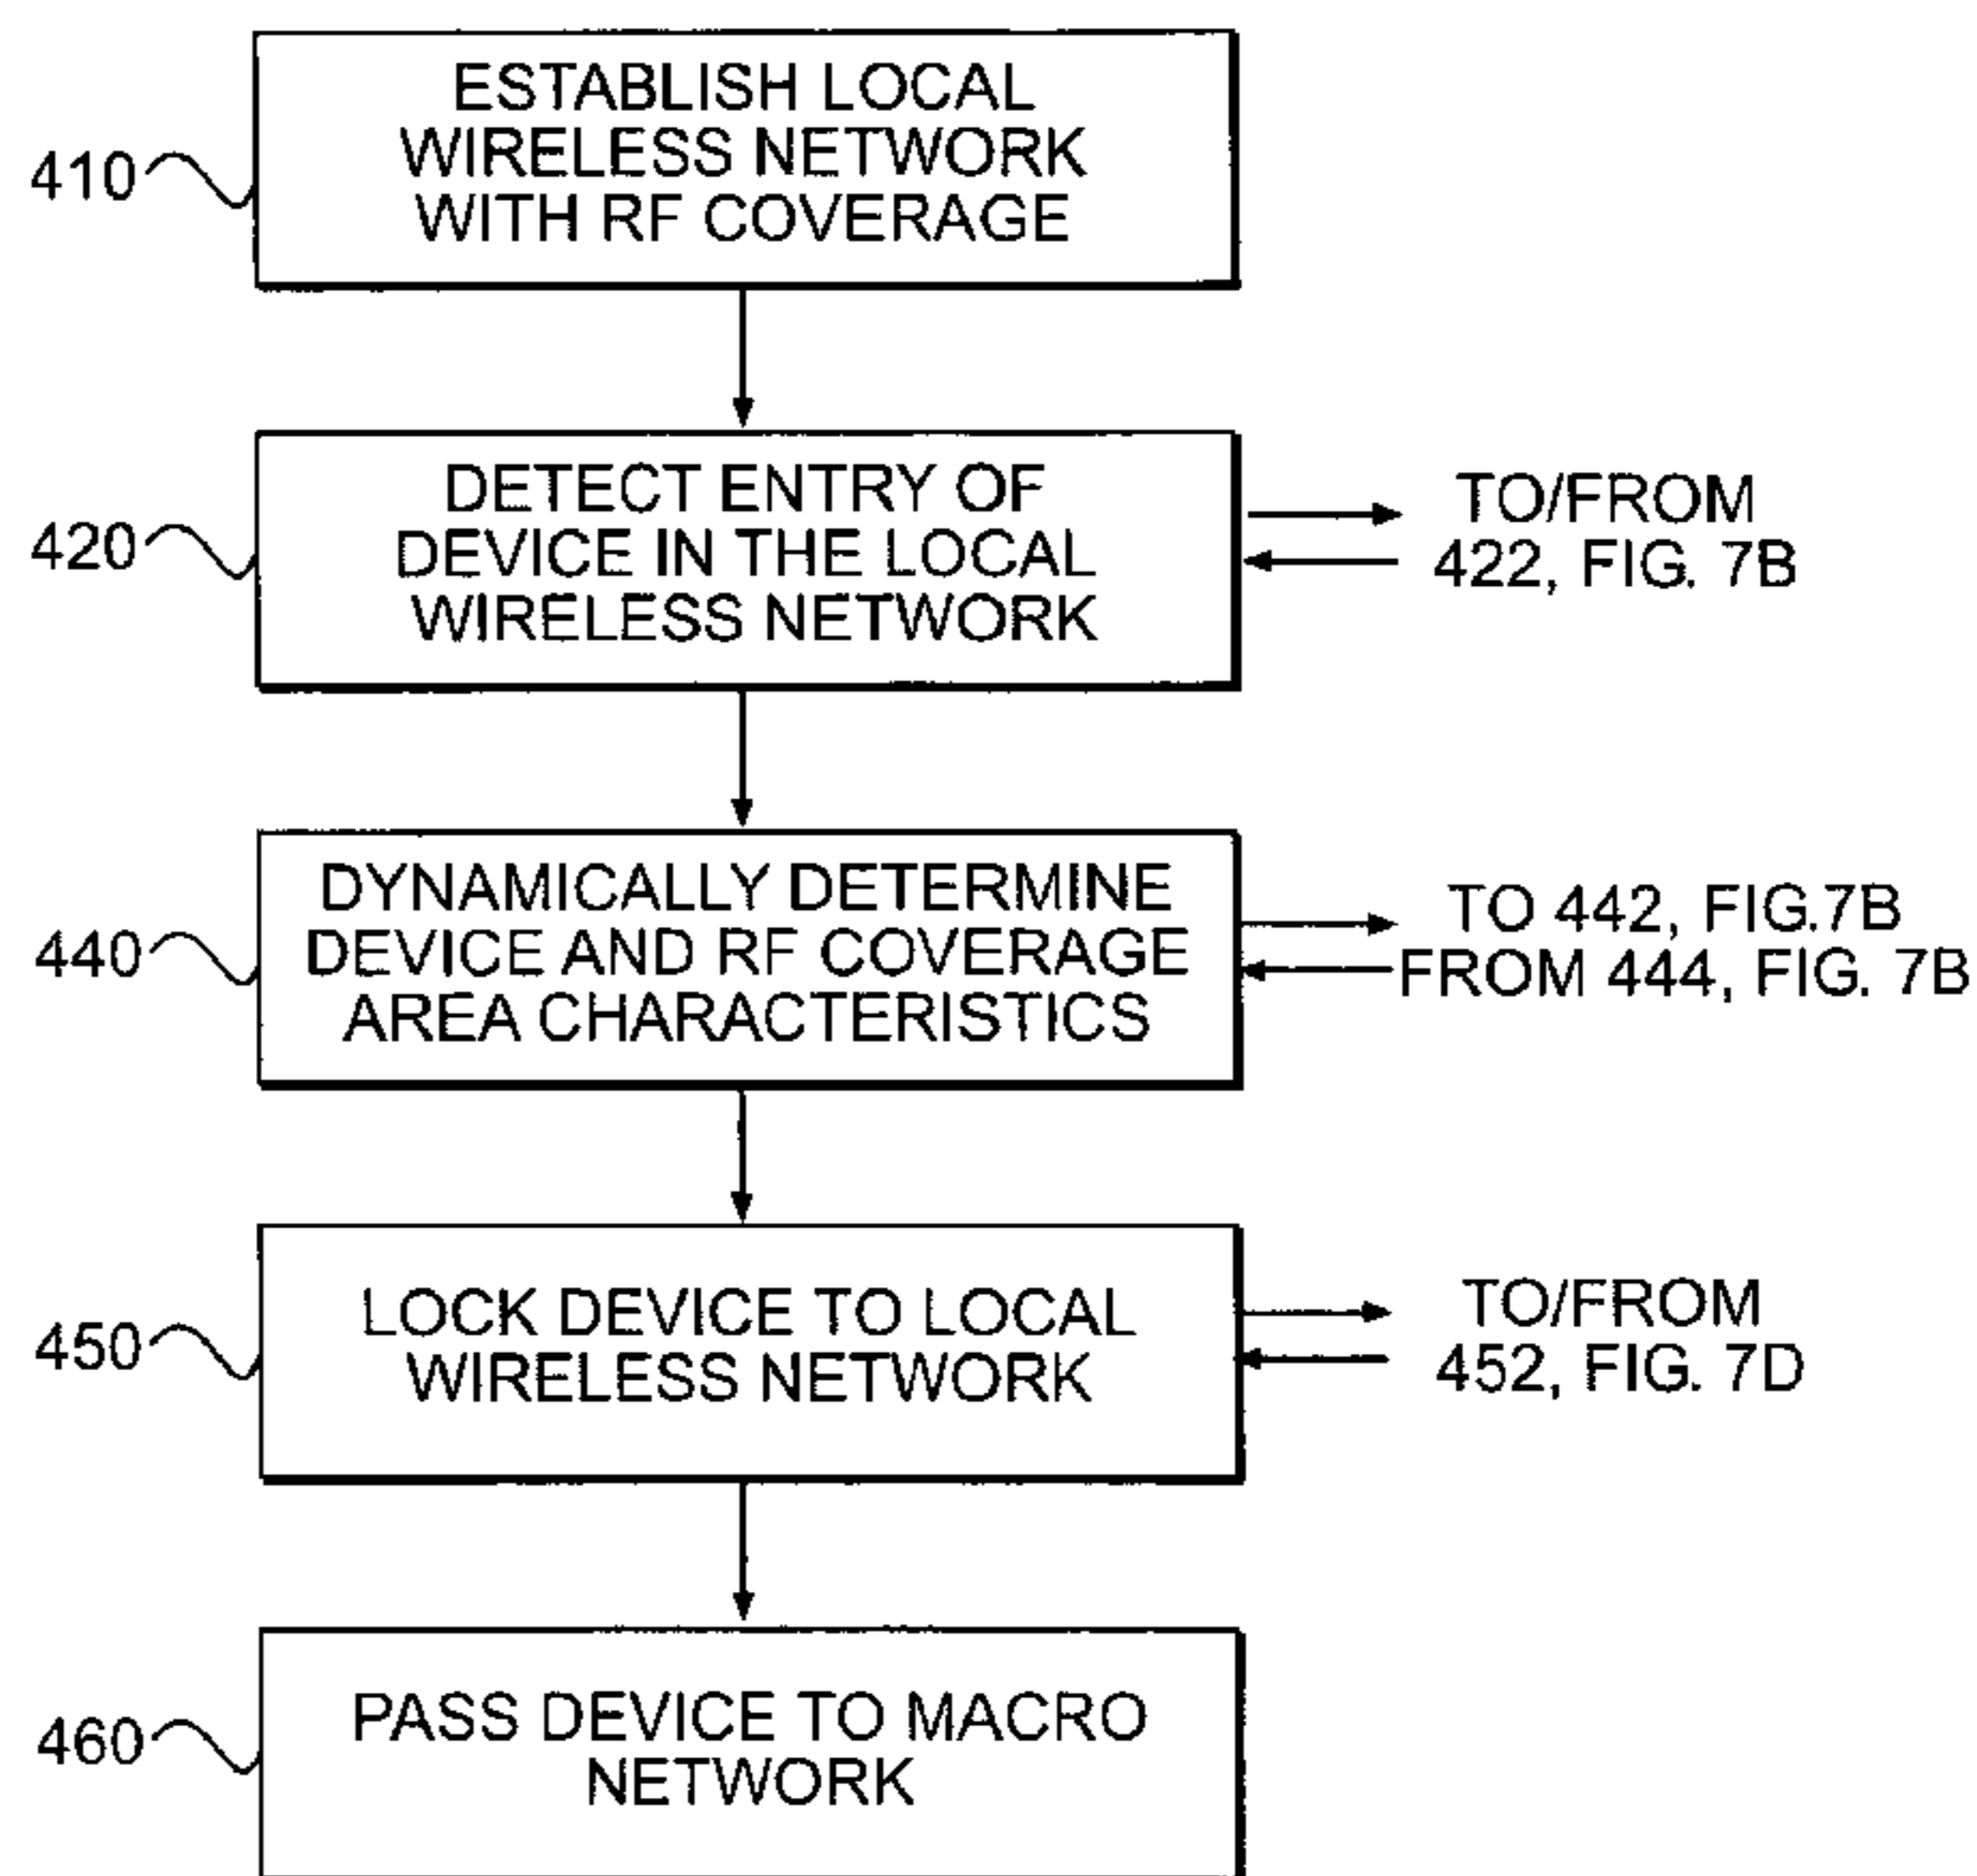 ESTABLISH LOCAL
WIRELESS NETWORK
WITH RF COVERAGE
410
DETECT ENTRY OF
DEVICE IN THE LOCAL
WIRELESS NETWORK
420
TO/FROM
422, FIG. 7B
DYNAMICALLY DETERMINE
DEVICE AND RF COVERAGE
AREA CHARACTERISTICS
440
TO 442, FIG.7B
FROM 444, FIG. 7B
LOCK DEVICE TO LOCAL
WIRELESS NETWORK
450
TO/FROM
452, FIG. 7D
PASS DEVICE TO MACRO
NETWORK
460